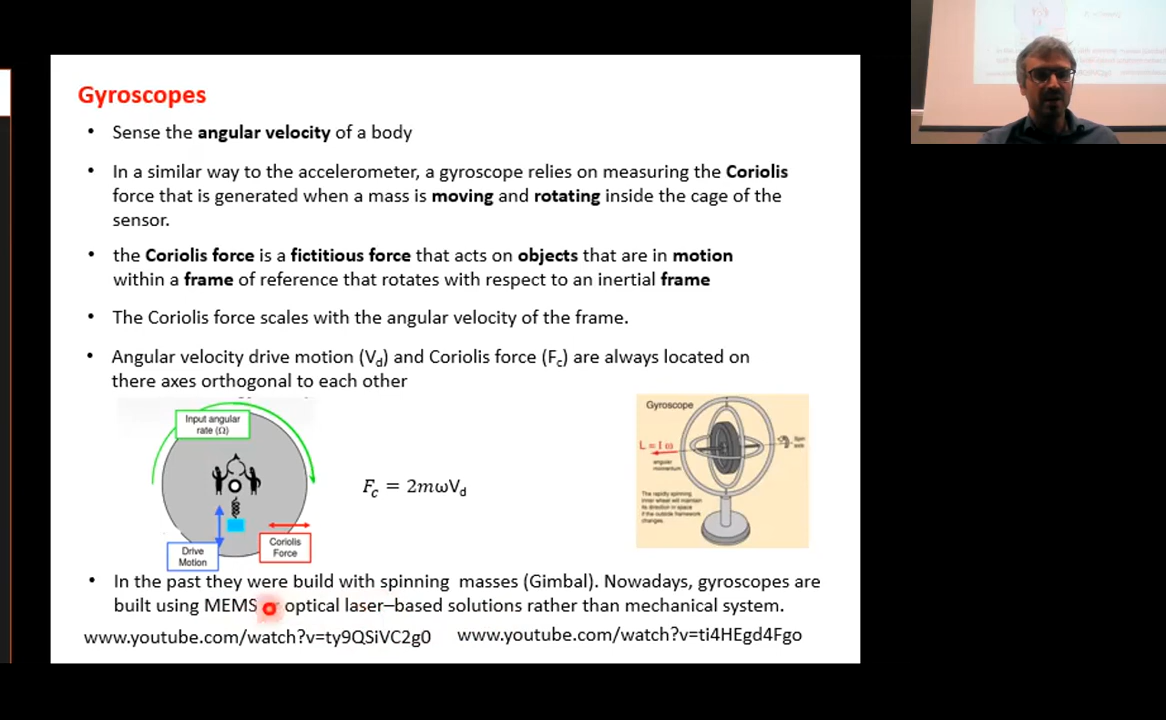 Gyroscopes
• Sense the angular velocity of a body
• In a similar way to the accelerometer, a gyroscope relies on measuring the Coriolis
force that is generated when a mass is moving and rotating inside the cage of the
sensor.
• the Coriolis force is a fictitious force that acts on objects that are in motion
within a frame of reference that rotates with respect to an inertial frame
• The Coriolis force scales with the angular velocity of the frame.
• Angular velocity drive motion (Vd) and Coriolis force (Fc) are always located on
there axes orthogonal to each other
Input angular
rate (Ω)
Drive
Motion
Coriolis
Force
Fc = 2mωVd
Gyroscope
L = I ω
angular
momentum
spin
axis
The rapidly spinning
inner wheel will maintain
its direction in space
if the outside framework
changes.
• In the past they were build with spinning masses (Gimbal). Nowadays, gyroscopes are
built using MEMS or optical laser–based solutions rather than mechanical system.
www.youtube.com/watch?v=ty9QSiVC2g0
www.youtube.com/watch?v=ti4HEgd4Fgo